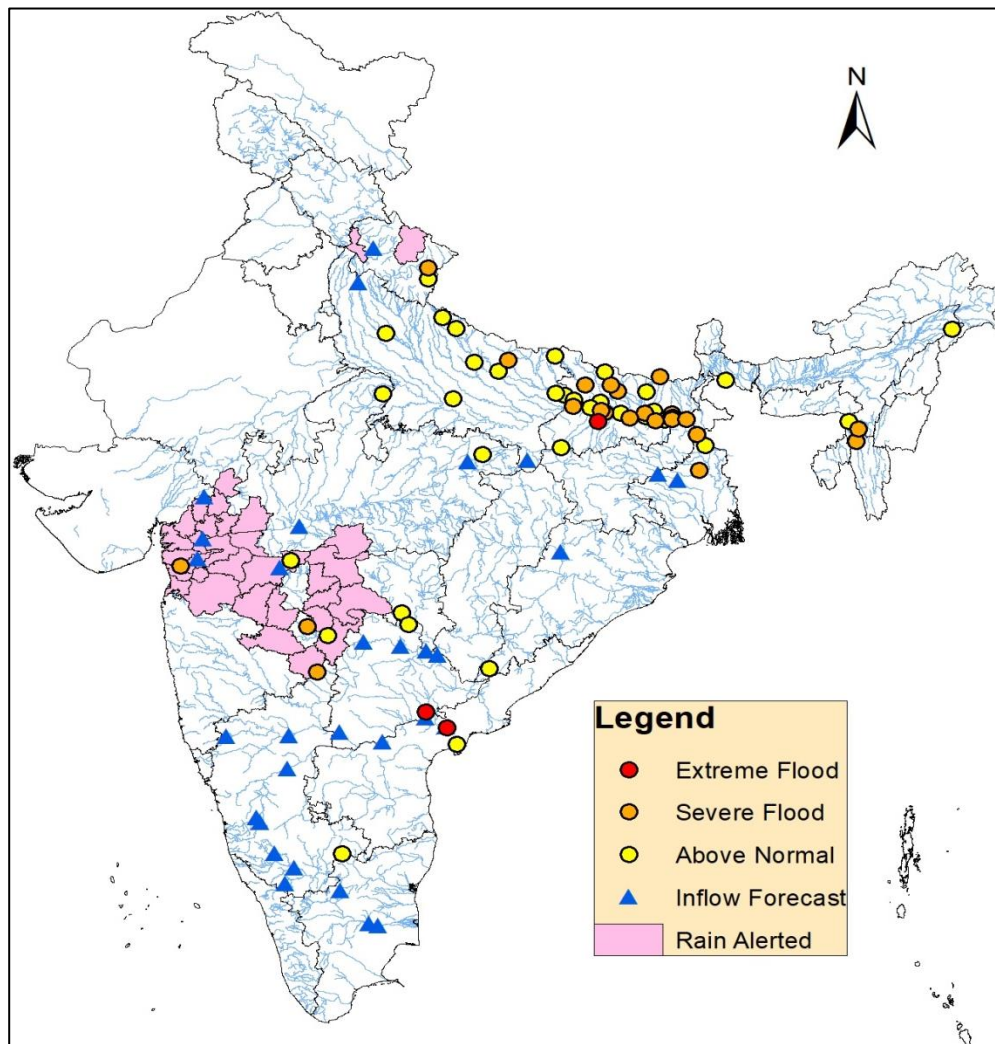 N
Legend
Extreme Flood
Severe Flood
Above Normal
Inflow Forecast
Rain Alerted